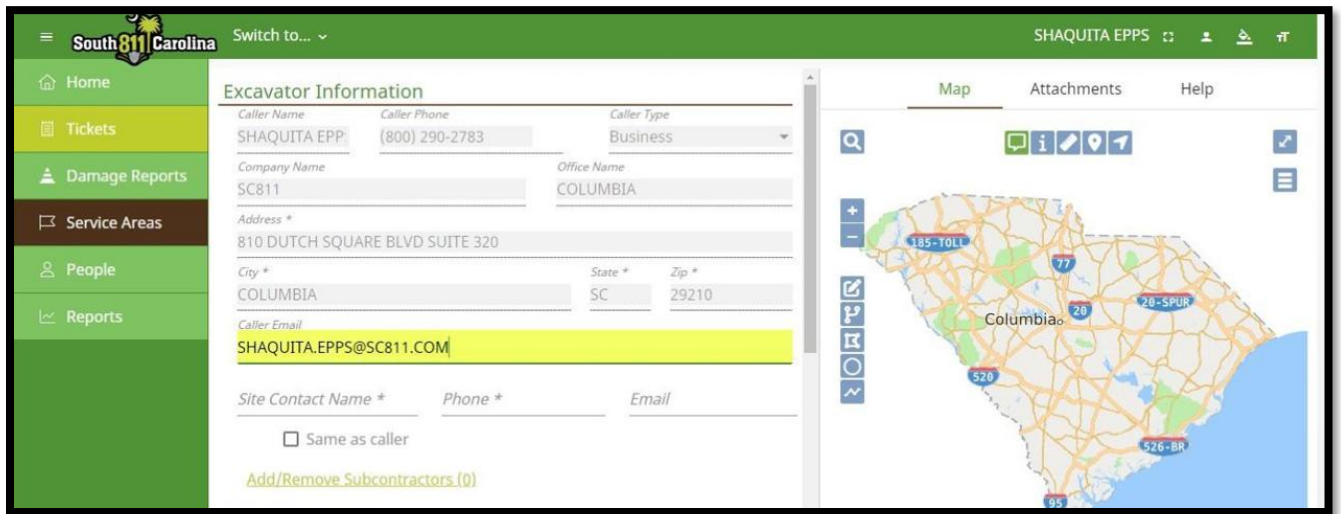 South 811 Carolina
Switch to...
SHAQUITA EPPS
Home
Tickets
Damage Reports
Service Areas
People
Reports
Excavator Information
Caller Name Caller Phone Caller Type
SHAQUITA EPP (800) 290-2783 Business
Company Name Office Name
SC811 COLUMBIA
Address *
810 DUTCH SQUARE BLVD SUITE 320
City * State * Zip *
COLUMBIA SC 29210
Caller Email
SHAQUITA.EPPS@SC811.COM
Site Contact Name * Phone * Email
Same as caller
Add/Remove Subcontractors (0)
Map Attachments Help
185-TOLL
77
20-SPUR
Columbia
20
520
526-BR
95